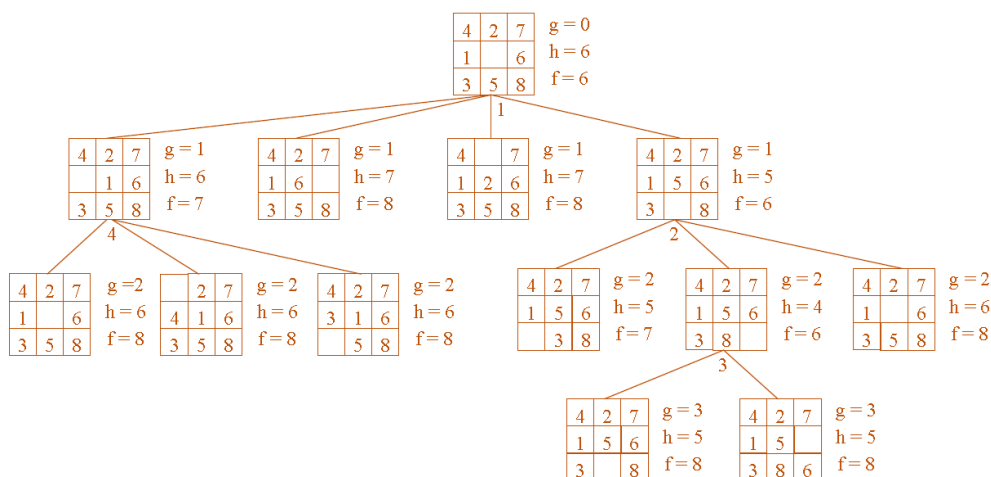 4 2 7 g = 0
1 6 h = 6
3 5 8 f = 6
1
4 2 7 g = 1
1 6 h = 6
3 5 8 f = 7
4
4 2 7 g = 1
1 6 h = 7
3 5 8 f = 8
4 7 g = 1
1 2 6 h = 7
3 5 8 f = 8
4 2 7 g = 1
1 5 6 h = 5
3 8 f = 6
2
4 2 7 g =2
1 6 h = 6
3 5 8 f = 8
2 7 g = 2
4 1 6 h = 6
3 5 8 f = 8
4 2 7 g = 2
3 1 6 h = 6
5 8 f = 8
4 2 7 g = 2
1 5 6 h = 5
3 8 f = 7
4 2 7 g = 2
1 5 6 h = 4
3 8 f = 6
3
4 2 7 g = 2
1 6 h = 6
3 5 8 f = 8
4 2 7 g = 3
1 5 6 h = 5
3 8 f = 8
4 2 7 g = 3
1 5 h = 5
3 8 6 f = 8